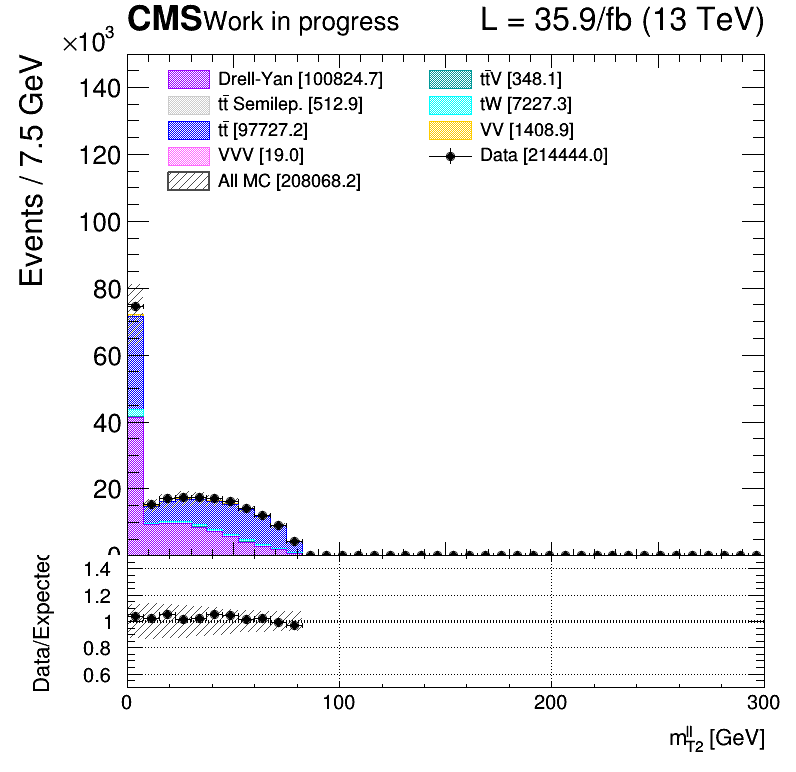 CMS Work in progress L = 35.9/fb (13 TeV)
×10³
Events / 7.5 GeV
140
120
100
80
60
40
20
0
Drell-Yan [100824.7]
tt̄ Semilep. [512.9]
tt̄ [97727.2]
VVV [19.0]
All MC [208068.2]
tt̄V [348.1]
tW [7227.3]
VV [1408.9]
Data [214444.0]
Data/Expected
1.4
1.2
1
0.8
0.6
0 100 200 300
m_{T2}^{ll} [GeV]